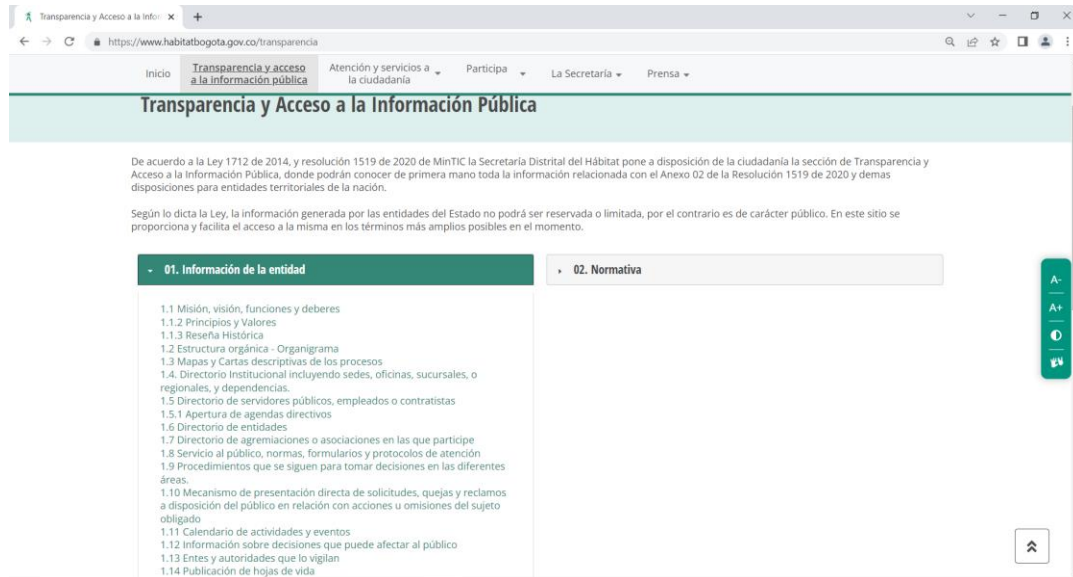 Transparencia y Acceso a la Infor
https://www.habitatbogota.gov.co/transparencia
Inicio
Transparencia y acceso
a la información pública
Atención y servicios a
la ciudadanía
Participa
La Secretaría
Prensa
Transparencia y Acceso a la Información Pública
De acuerdo a la Ley 1712 de 2014, y resolución 1519 de 2020 de MinTIC la Secretaría Distrital del Hábitat pone a disposición de la ciudadanía la sección de Transparencia y
Acceso a la Información Pública, donde podrán conocer de primera mano toda la información relacionada con el Anexo 02 de la Resolución 1519 de 2020 y demas
disposiciones para entidades territoriales de la nación.
Según lo dicta la Ley, la información generada por las entidades del Estado no podrá ser reservada o limitada, por el contrario es de carácter público. En este sitio se
proporciona y facilita el acceso a la misma en los términos más amplios posibles en el momento.
01. Información de la entidad
02. Normativa
1.1 Misión, visión, funciones y deberes
1.1.2 Principios y Valores
1.1.3 Reseña Histórica
1.2 Estructura orgánica - Organigrama
1.3 Mapas y Cartas descriptivas de los procesos
1.4. Directorio Institucional incluyendo sedes, oficinas, sucursales, o
regionales, y dependencias.
1.5 Directorio de servidores públicos, empleados o contratistas
1.5.1 Apertura de agendas directivos
1.6 Directorio de entidades
1.7 Directorio de agremiaciones o asociaciones en las que participe
1.8 Servicio al público, normas, formularios y protocolos de atención
1.9 Procedimientos que se siguen para tomar decisiones en las diferentes
áreas.
1.10 Mecanismo de presentación directa de solicitudes, quejas y reclamos
a disposición del público en relación con acciones u omisiones del sujeto
obligado
1.11 Calendario de actividades y eventos
1.12 Información sobre decisiones que puede afectar al público
1.13 Entes y autoridades que lo vigilan
1.14 Publicación de hojas de vida
A-
A+